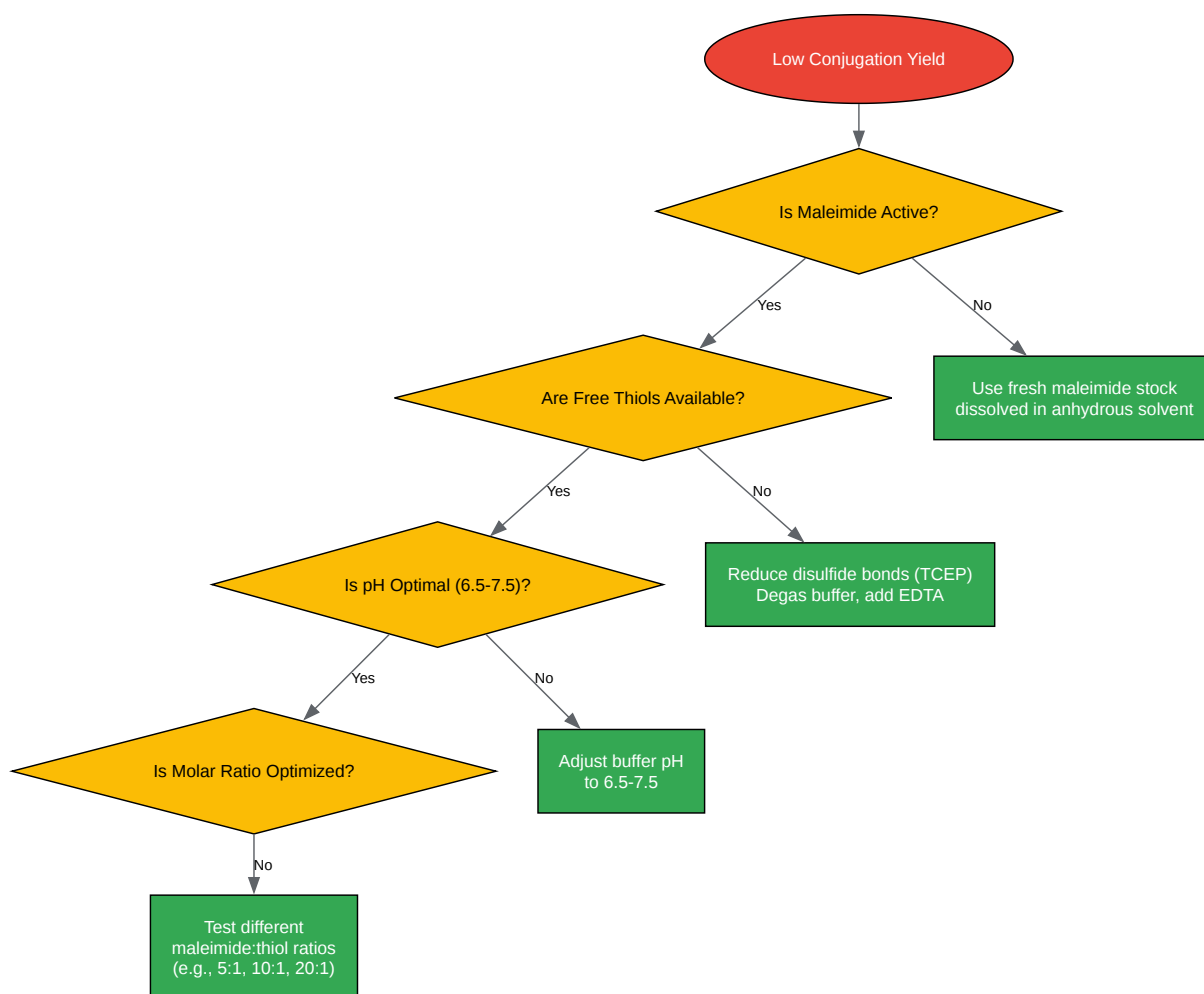 Low Conjugation Yield
Is Maleimide Active?
Yes
No
Are Free Thiols Available?
Use fresh maleimide stock
dissolved in anhydrous solvent
Yes
No
Is pH Optimal (6.5-7.5)?
Reduce disulfide bonds (TCEP)
Degas buffer, add EDTA
Yes
No
Is Molar Ratio Optimized?
Adjust buffer pH
to 6.5-7.5
No
Test different
maleimide:thiol ratios
(e.g., 5:1, 10:1, 20:1)